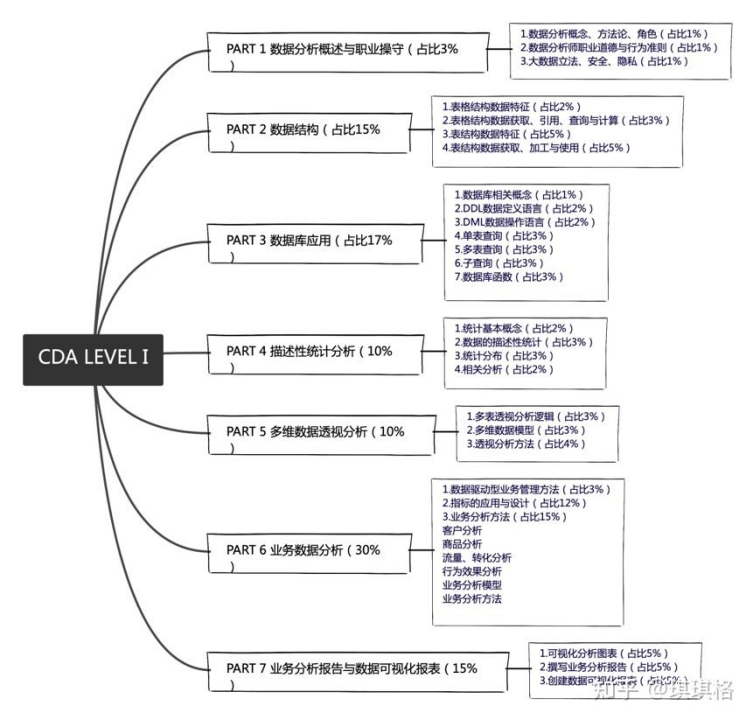 CDA LEVEL I
PART 1 数据分析概述与职业操守（占比3%
）
1.数据分析概念、方法论、角色（占比1%）
2.数据分析师职业道德与行为准则（占比1%）
3.大数据立法、安全、隐私（占比1%）
PART 2 数据结构（占比15%
）
1.表格结构数据特征（占比2%）
2.表格结构数据获取、引用、查询与计算（占比3%）
3.表结构数据特征（占比5%）
4.表结构数据获取、加工与使用（占比5%）
PART 3 数据库应用（占比17%
）
1.数据库相关概念（占比1%）
2.DDL数据定义语言（占比2%）
3.DML数据操作语言（占比2%）
4.单表查询（占比3%）
5.多表查询（占比3%）
6.子查询（占比3%）
7.数据库函数（占比3%）
PART 4 描述性统计分析（10%
）
1.统计基本概念（占比2%）
2.数据的描述性统计（占比3%）
3.统计分布（占比3%）
4.相关分析（占比2%）
PART 5 多维数据透视分析（10%
）
1.多表透视分析逻辑（占比3%）
2.多维数据模型（占比3%）
3.透视分析方法（占比4%）
PART 6 业务数据分析（30%
）
1.数据驱动型业务管理方法（占比3%）
2.指标的应用与设计（占比12%）
3.业务分析方法（占比15%）
客户分析
商品分析
流量、转化分析
行为效果分析
业务分析模型
业务分析方法
PART 7 业务分析报告与数据可视化报表（15%
）
1.可视化分析图表（占比5%）
2.撰写业务分析报告（占比5%）
3.创建数据可视化报表（占比5%）
知乎 @琪琪格